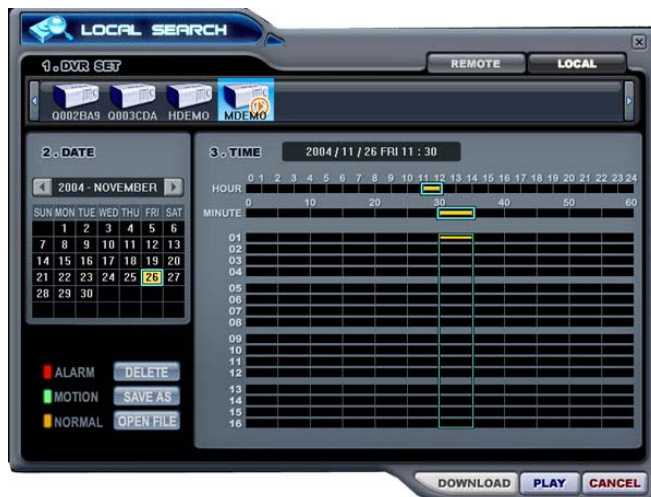 LOCAL SEARCH
1. DVR SET
REMOTE LOCAL
Q002BA9 Q003CDA HDEMO MDEMO
2. DATE
2004 - NOVEMBER
SUN MON TUE WED THU FRI SAT
1 2 3 4 5 6
7 8 9 10 11 12 13
14 15 16 17 18 19 20
21 22 23 24 25 26 27
28 29 30
ALARM DELETE
MOTION SAVE AS
NORMAL OPEN FILE
3. TIME 2004 / 11 / 26 FRI 11 : 30
0 1 2 3 4 5 6 7 8 9 10 11 12 13 14 15 16 17 18 19 20 21 22 23 24
HOUR
0 10 20 30 40 50 60
MINUTE
01
02
03
04
05
06
07
08
09
10
11
12
13
14
15
16
DOWNLOAD PLAY CANCEL